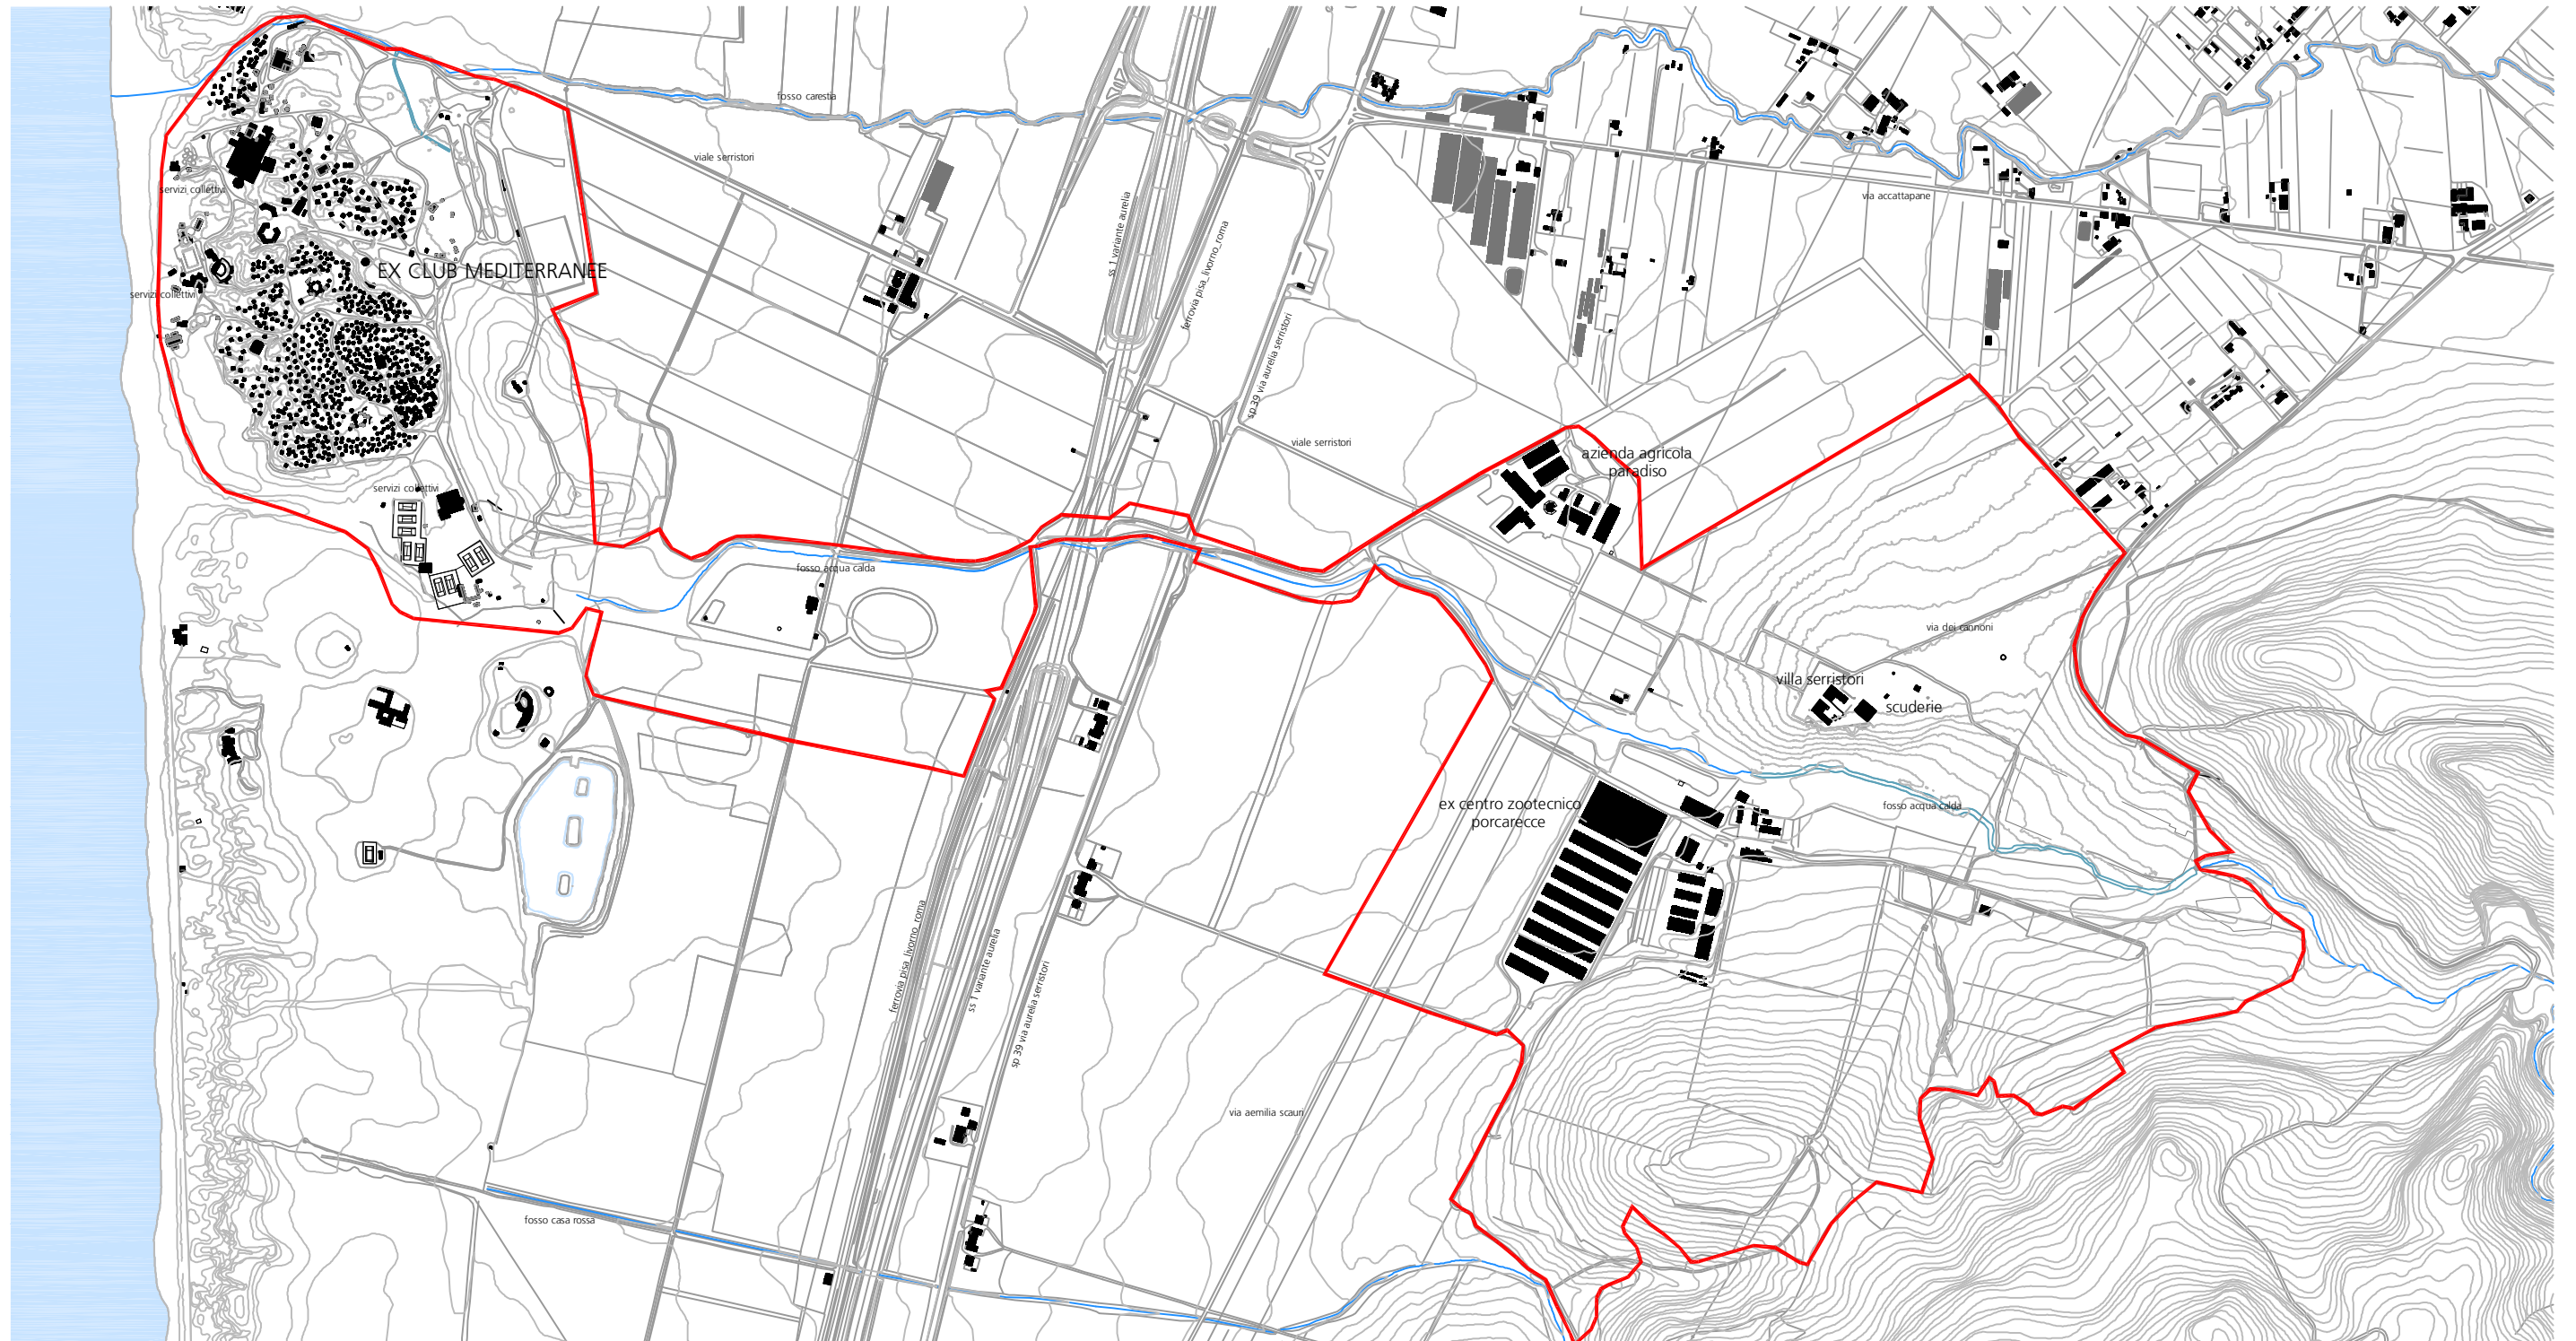 fosso carestia
viale serristori
servizi collettivi
via accattapane
ss 1 variante aurelia
ferrovia pisa_livorno_roma
EX CLUB MEDITERRANEE
servizi collettivi
sp 39 via aurelia serristori
viale serristori
azienda agricola
paradiso
servizi collettivi
fosso acqua calda
via dei cannoni
villa serristori
scuderie
ex centro zootecnico
porcarecce
fosso acqua calda
ferrovia pisa_livorno_roma
ss 1 variante aurelia
sp 39 via aurelia serristori
via aemilia scauri
fosso casa rossa